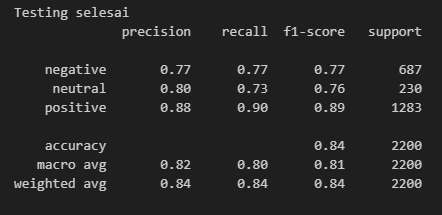 Testing selesai
precision recall f1-score support
negative 0.77 0.77 0.77 687
neutral 0.80 0.73 0.76 230
positive 0.88 0.90 0.89 1283
accuracy 0.84 2200
macro avg 0.82 0.80 0.81 2200
weighted avg 0.84 0.84 0.84 2200